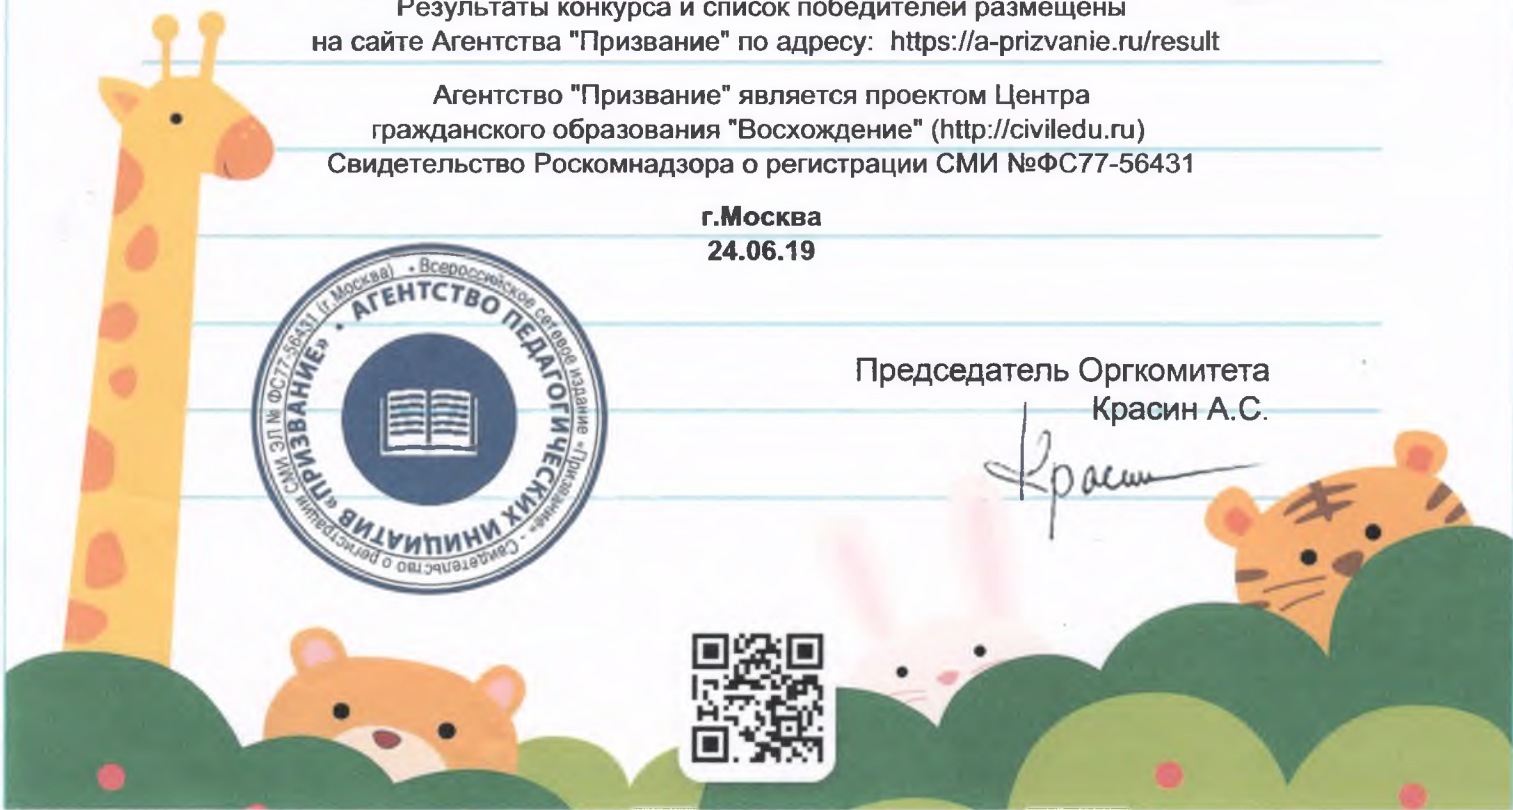 Результаты конкурса и список победителей размещены
на сайте Агентства "Призвание" по адресу: https://a-prizvanie.ru/result
Агентство "Призвание" является проектом Центра
гражданского образования "Восхождение" (http://civiledu.ru)
Свидетельство Роскомнадзора о регистрации СМИ №ФС77-56431
г.Москва
24.06.19
• Всероссийское сетевое издание «Призвание» - Свидетельство о регистрации СМИ ЭЛ № ФС77-56431 (г.Москва)
• АГЕНТСТВО ПЕДАГОГИЧЕСКИХ ИНИЦИАТИВ «ПРИЗВАНИЕ»
Председатель Оргкомитета
Красин А.С.
Красин